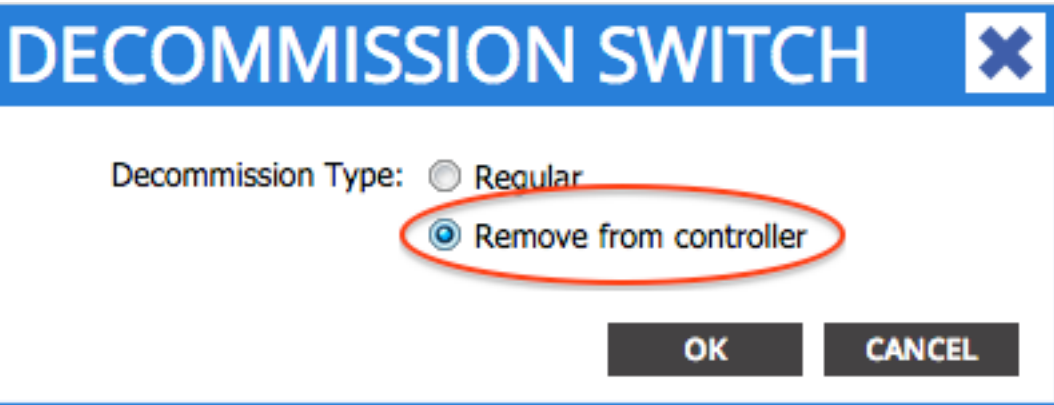 DECOMMISSION SWITCH
Decommission Type: Regular
Remove from controller
OK CANCEL